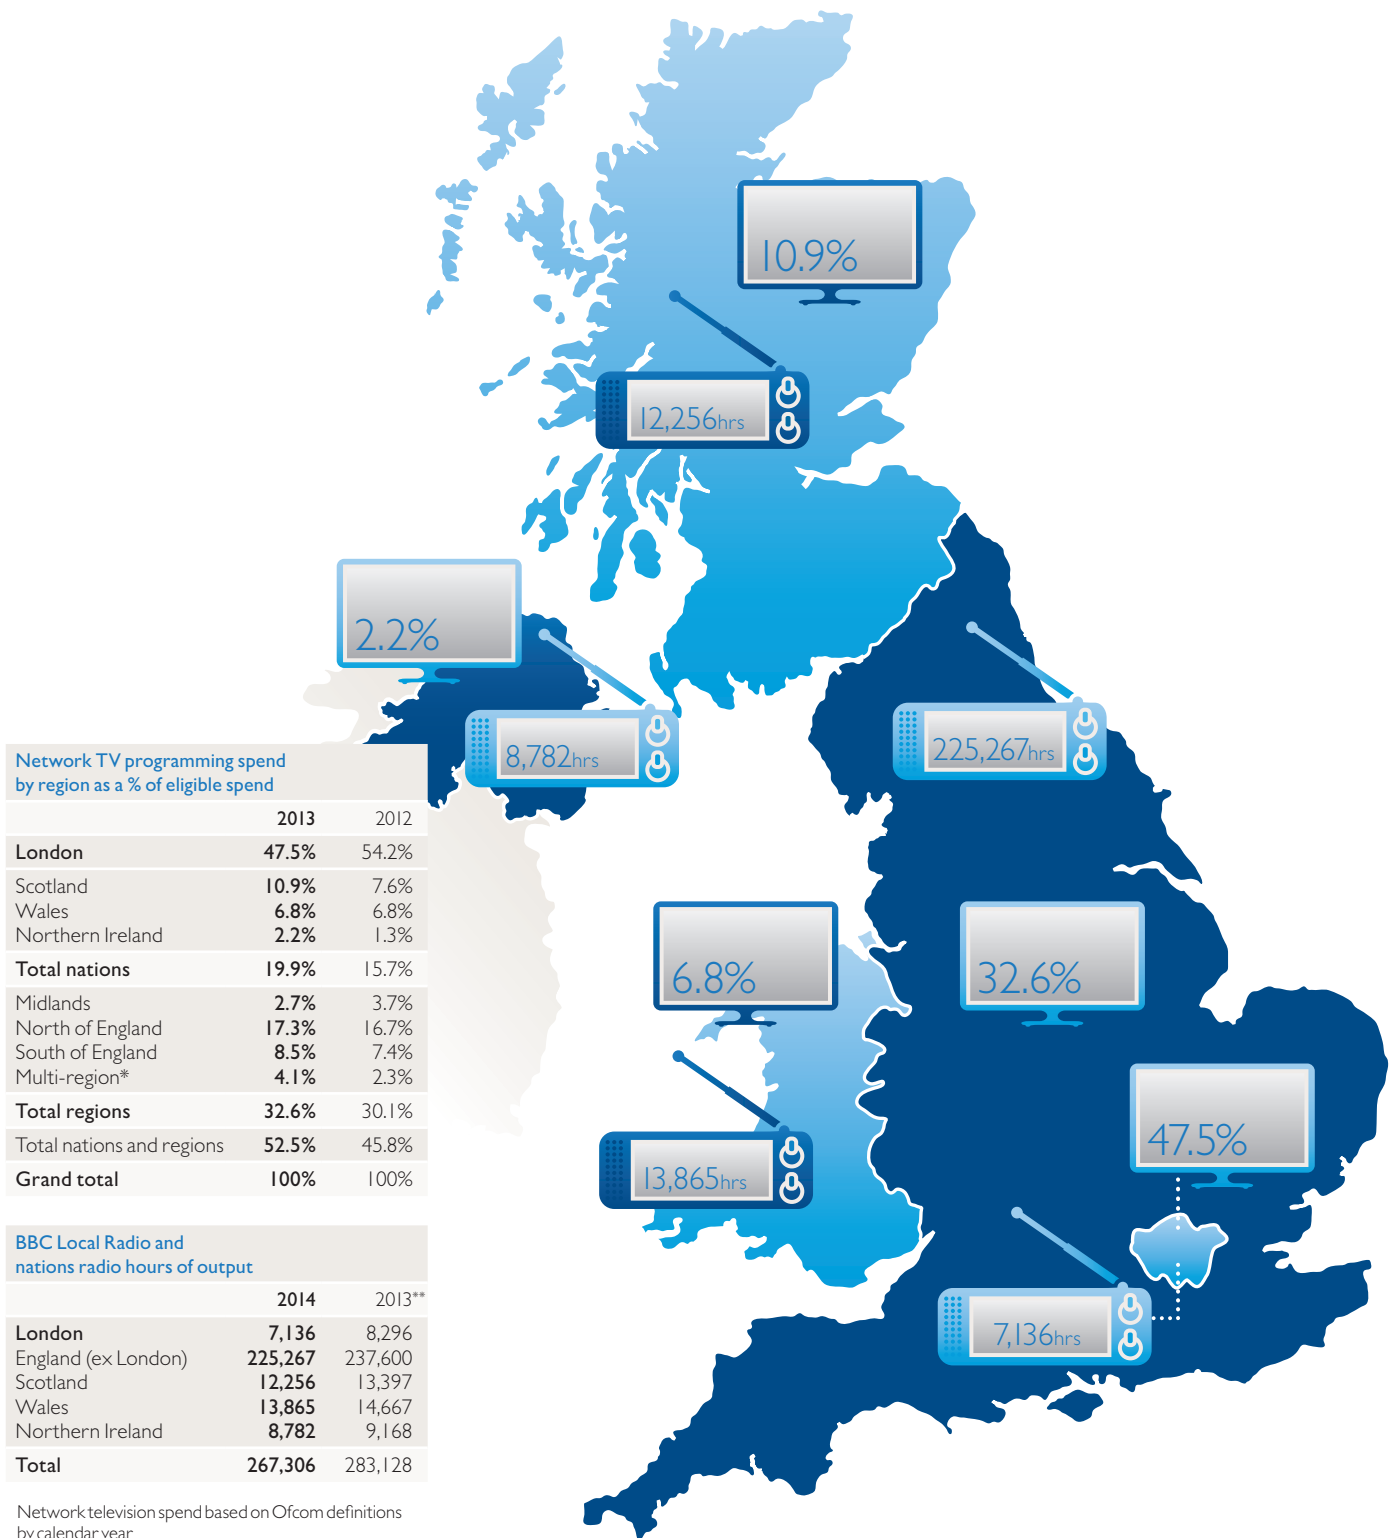 10.9%
12,256hrs
2.2%
8,782hrs
225,267hrs
6.8%
32.6%
13,865hrs
47.5%
7,136hrs
Network TV programming spend
by region as a % of eligible spend
2013 2012
London 47.5% 54.2%
Scotland 10.9% 7.6%
Wales 6.8% 6.8%
Northern Ireland 2.2% 1.3%
Total nations 19.9% 15.7%
Midlands 2.7% 3.7%
North of England 17.3% 16.7%
South of England 8.5% 7.4%
Multi-region* 4.1% 2.3%
Total regions 32.6% 30.1%
Total nations and regions 52.5% 45.8%
Grand total 100% 100%
BBC Local Radio and
nations radio hours of output
2014 2013**
London 7,136 8,296
England (ex London) 225,267 237,600
Scotland 12,256 13,397
Wales 13,865 14,667
Northern Ireland 8,782 9,168
Total 267,306 283,128
Network television spend based on Ofcom definitions
by calendar year